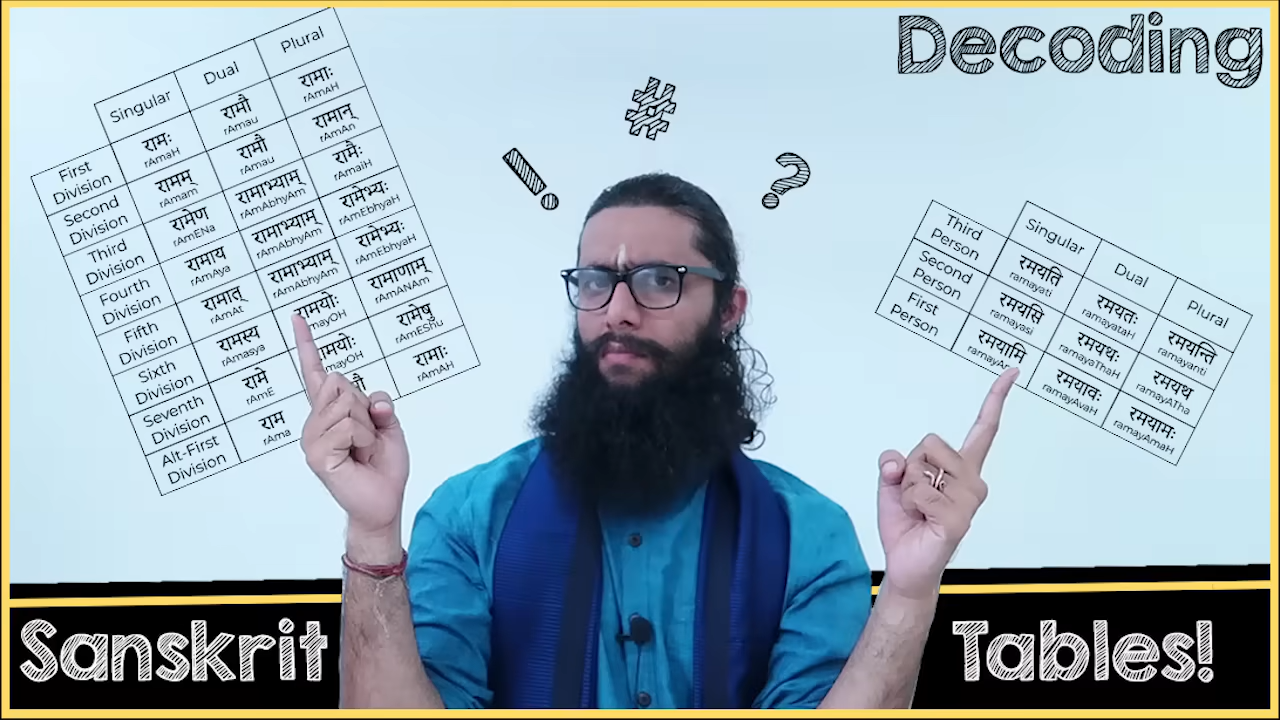 Decoding
# 
! ?
Singular Dual Plural
First Division रामः rAmaH रामौ rAmau रामाः rAmAH
Second Division रामम् rAmam रामौ rAmau रामान् rAmAn
Third Division रामेण rAmENa रामाभ्याम् rAmAbhyAm रामैः rAmaiH
Fourth Division रामाय rAmAya रामाभ्याम् rAmAbhyAm रामेभ्यः rAmEbhyaH
Fifth Division रामात् rAmAt रामाभ्याम् rAmAbhyAm रामेभ्यः rAmEbhyaH
Sixth Division रामस्य rAmasya रामयोः mayOH रामाणाम् rAmANAm
Seventh Division रामे rAmE मयोः mayOH रामेषु rAmEShu
Alt-First Division राम rAma रामाः rAmAH
Singular Dual Plural
Third Person रमयति ramayati रमयतः ramayataH रमयन्ति ramayanti
Second Person रमयसि ramayasi रमयथः ramayaThaH रमयथ ramayATha
First Person रमयामि रमयावः ramayAvaH रमयामः ramayAmaH
Sanskrit Tables!